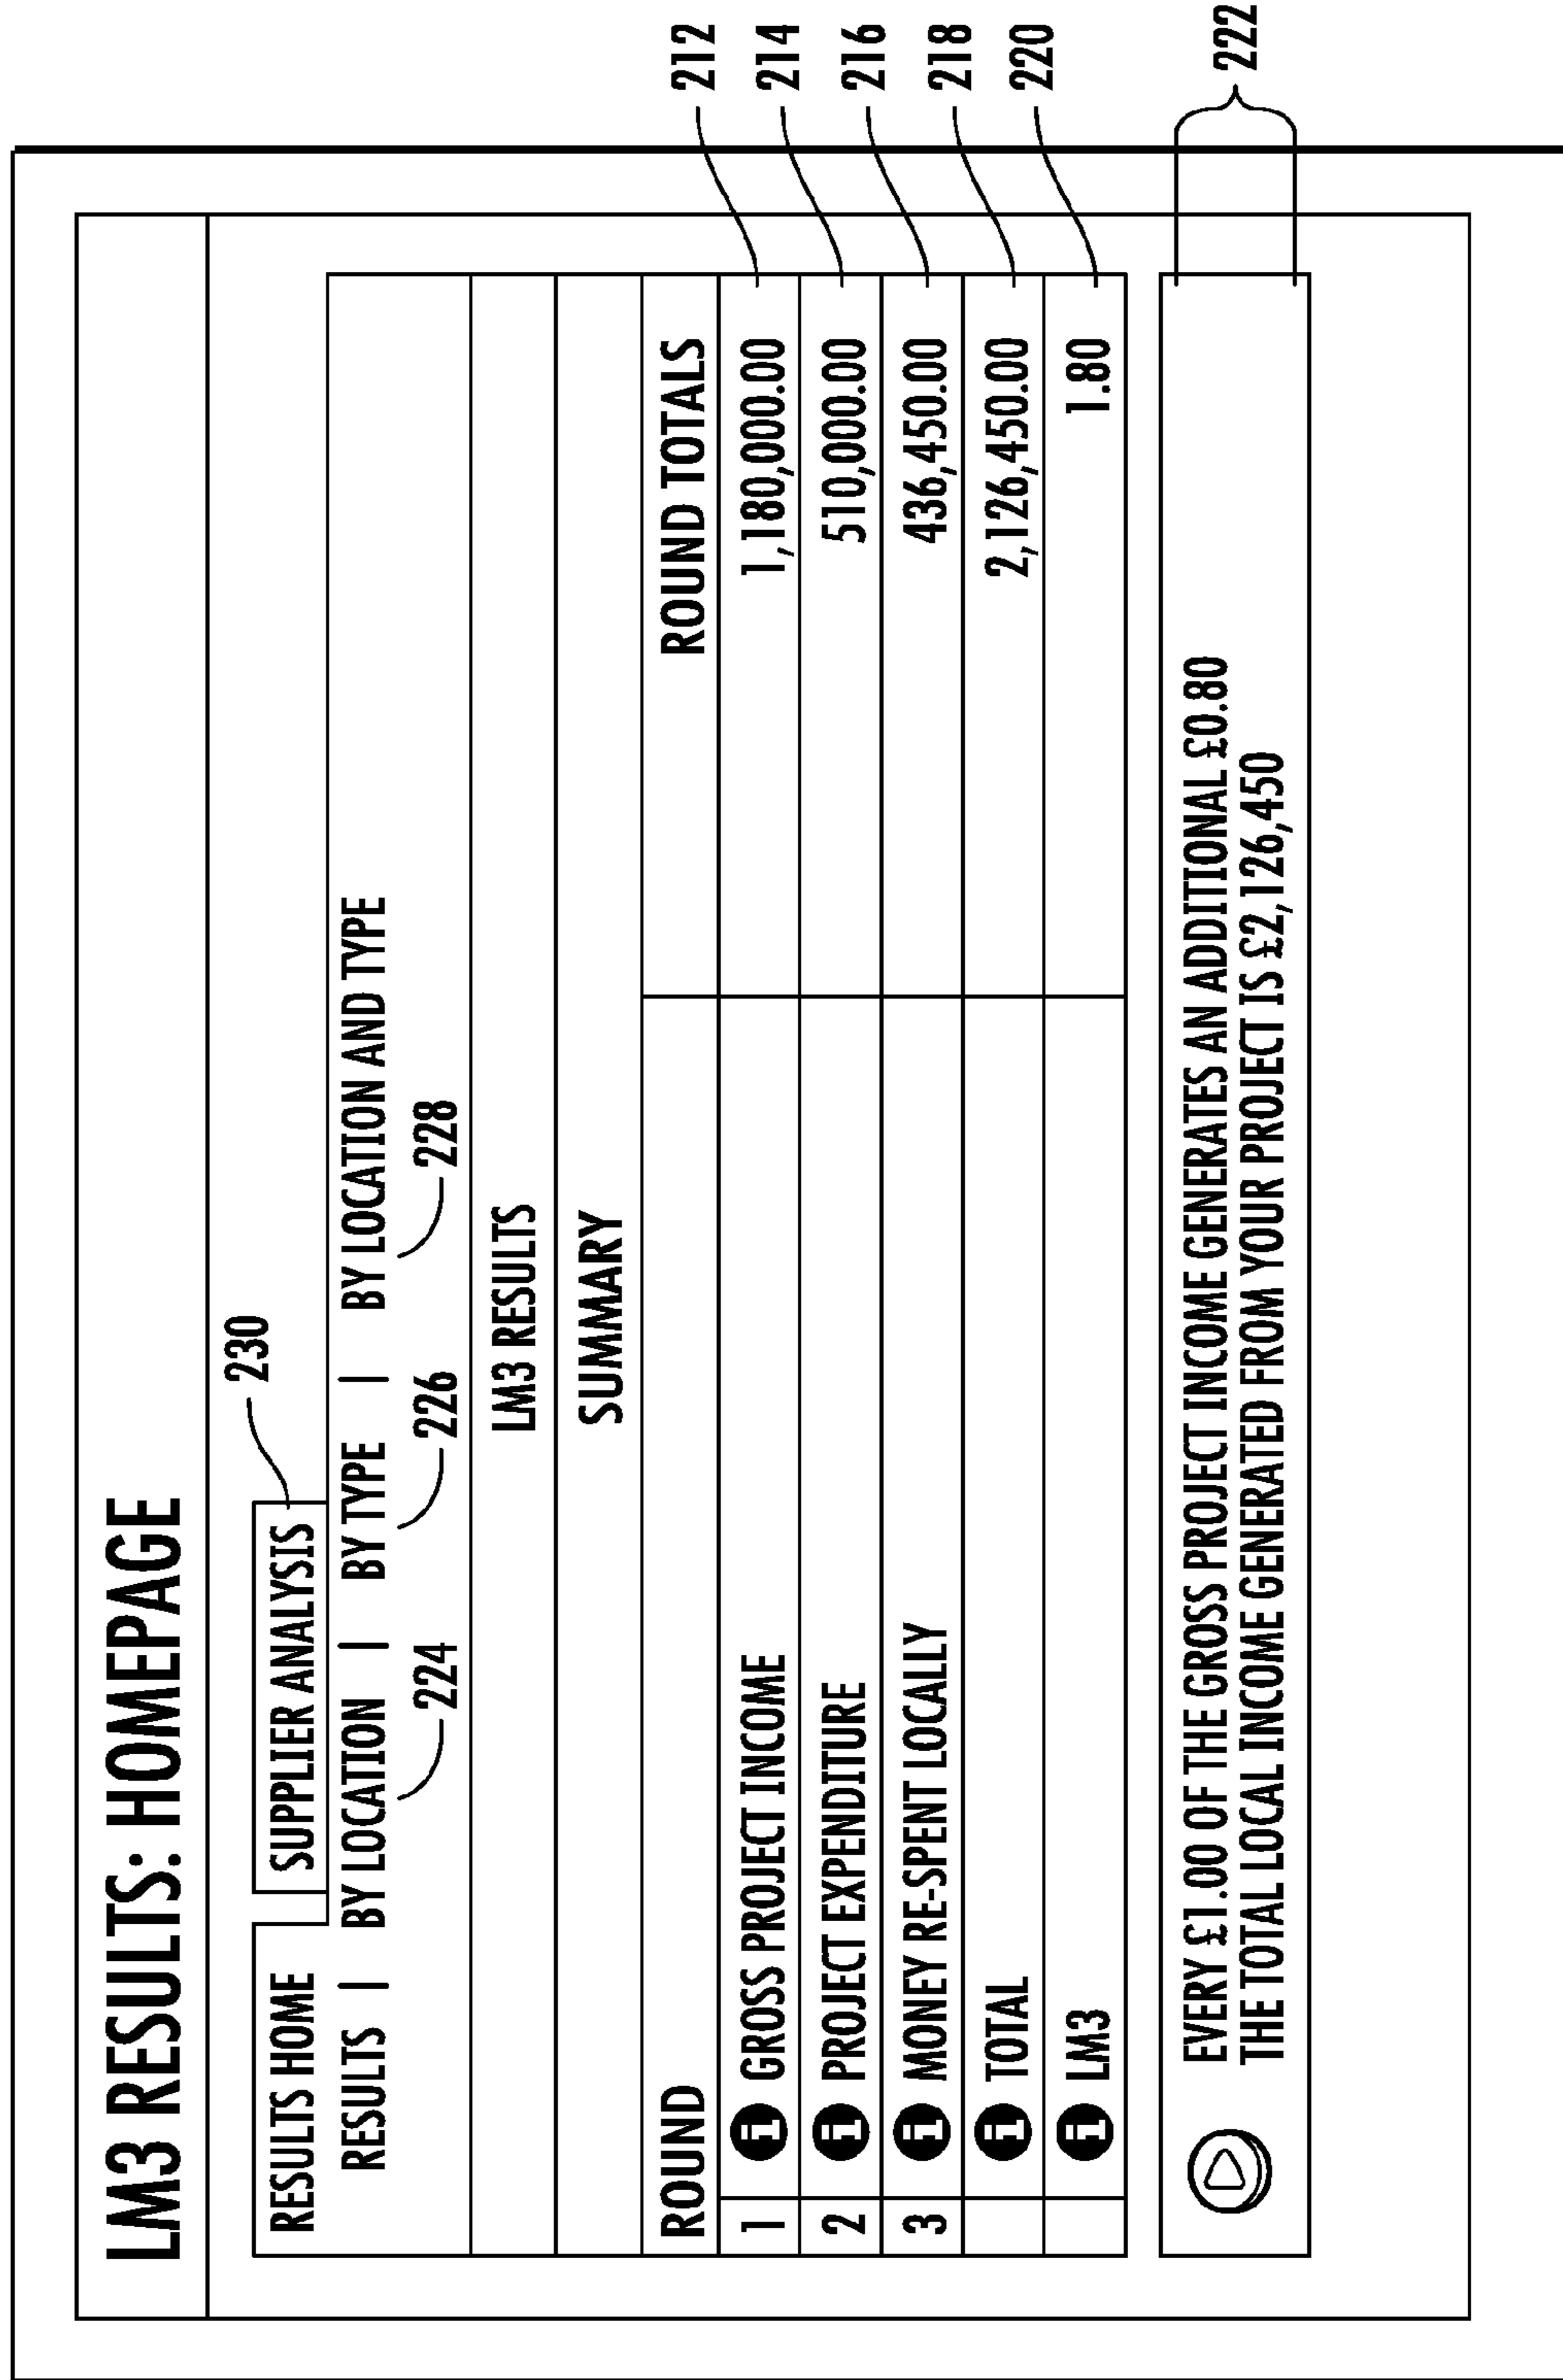 LM3 RESULTS: HOMEPAGE
230
RESULTS HOME SUPPLIER ANALYSIS
RESULTS | BY LOCATION | BY TYPE | BY LOCATION AND TYPE
224 226 228
LM3 RESULTS
SUMMARY
ROUND ROUND TOTALS
212
1 i GROSS PROJECT INCOME 1,180,000.00
214
2 i PROJECT EXPENDITURE 510,000.00
216
3 i MONEY RE-SPENT LOCALLY 436,450.00
218
i TOTAL 2,126,450.00
220
i LM3 1.80
EVERY £1.00 OF THE GROSS PROJECT INCOME GENERATES AN ADDITIONAL £0.80
THE TOTAL LOCAL INCOME GENERATED FROM YOUR PROJECT IS £2,126,450
222